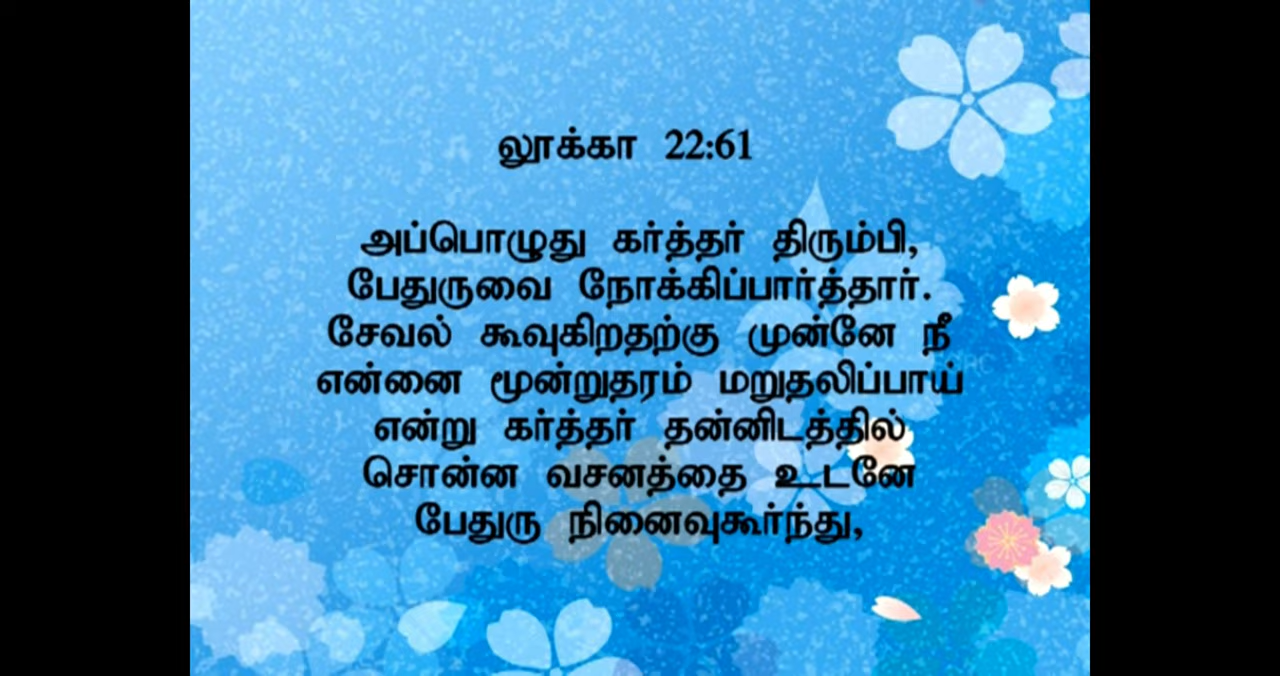 லூக்கா 22:61
அப்பொழுது கர்த்தர் திரும்பி,
பேதுருவை நோக்கிப்பார்த்தார்.
சேவல் கூவுகிறதற்கு முன்னே நீ
என்னை மூன்றுதரம் மறுதலிப்பாய்
என்று கர்த்தர் தன்னிடத்தில்
சொன்ன வசனத்தை உடனே
பேதுரு நினைவுகூர்ந்து,